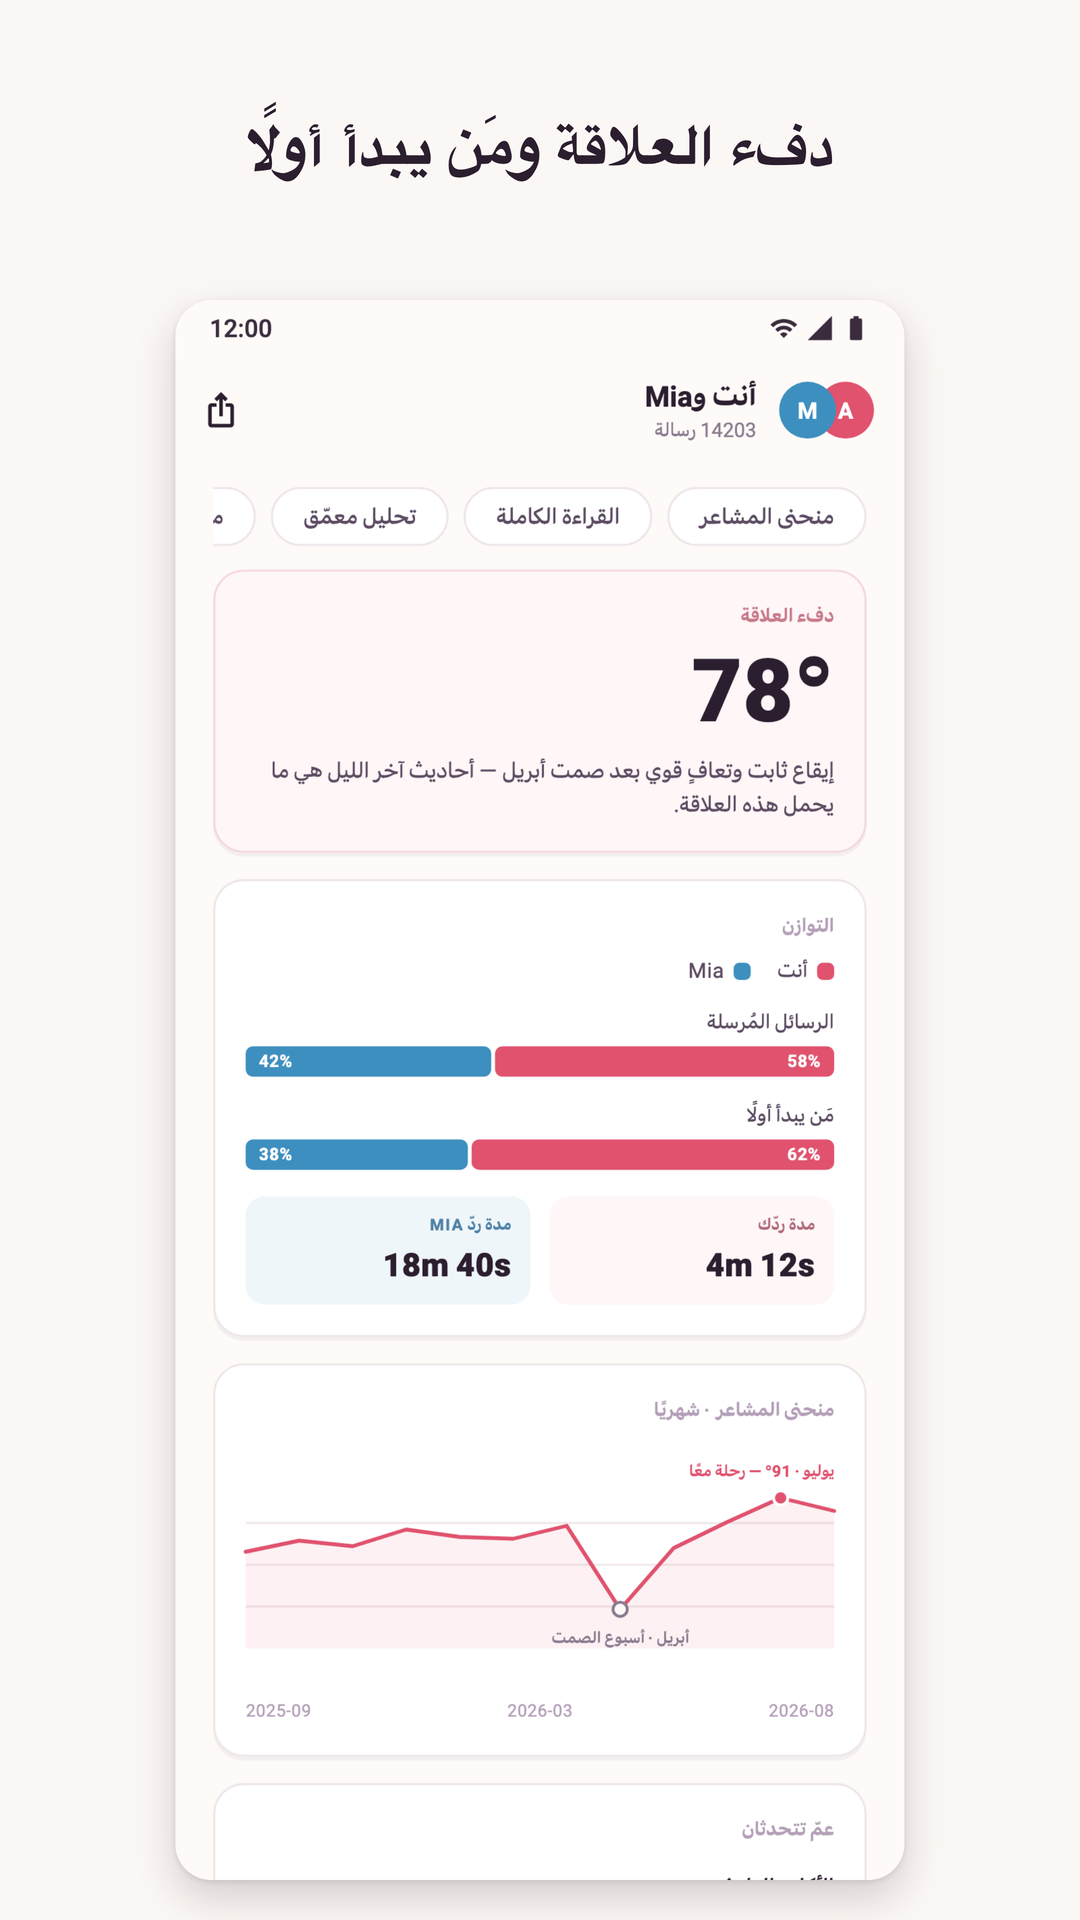 دفء العلاقة ومَن يبدأ أولًا
12:00
أنت وMia
14203 رسالة
M A
منحنى المشاعر
القراءة الكاملة
تحليل معمّق
دفء العلاقة
78°
إيقاع ثابت وتعافٍ قوي بعد صمت أبريل — أحاديث آخر الليل هي ما
يحمل هذه العلاقة.
التوازن
أنت Mia
الرسائل المُرسلة
58% 42%
مَن يبدأ أولًا
62% 38%
مدة ردّك
4m 12s
مدة ردّ MIA
18m 40s
منحنى المشاعر · شهريًا
يوليو · 91° — رحلة معًا
أبريل · أسبوع الصمت
2025-09 2026-03 2026-08
عمّ تتحدثان